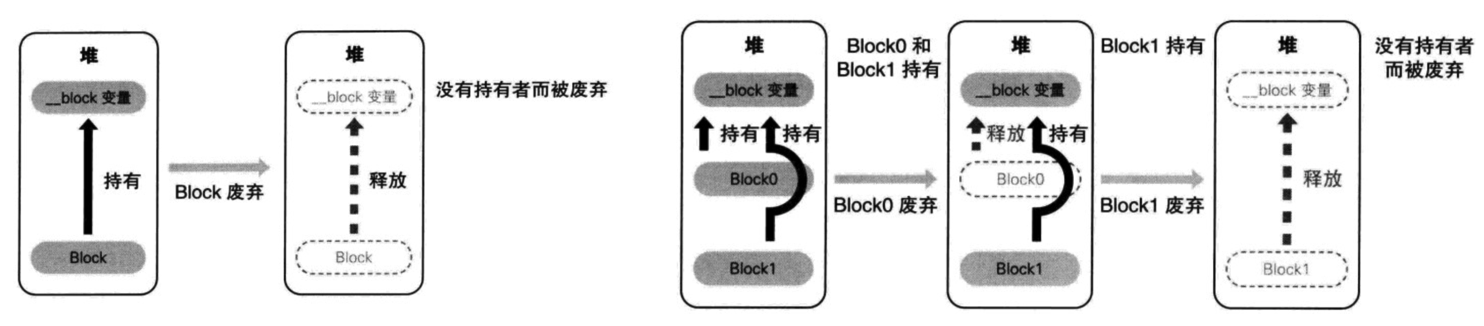 堆
__block 变量
持有
Block
Block 废弃
堆
__block 变量
释放
Block
没有持有者而被废弃
堆
__block 变量
持有
持有
Block0
Block1
Block0 和
Block1 持有
Block0 废弃
堆
__block 变量
释放
持有
Block0
Block1
Block1 持有
Block1 废弃
堆
__block 变量
释放
Block1
没有持有者
而被废弃